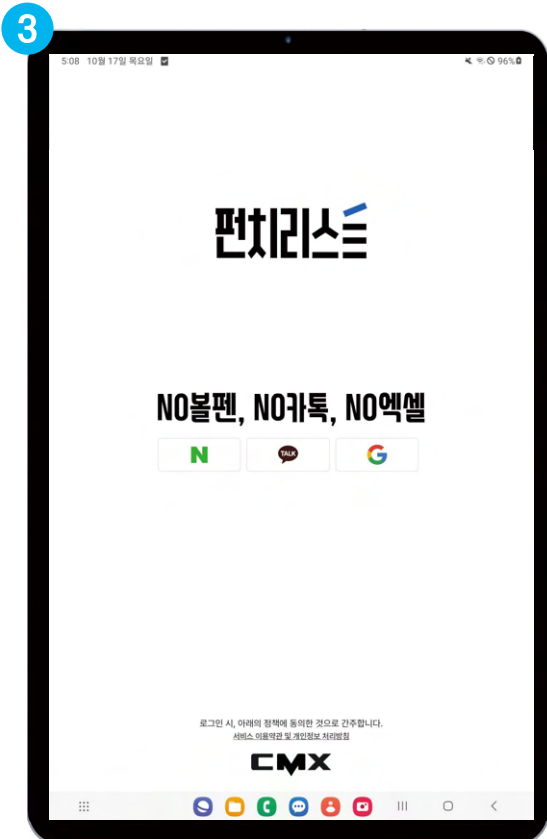 3
5:08 10월 17일 목요일
96%
펀치리스트
NO볼펜, NO카톡, NO엑셀
N
TALK
G
로그인 시, 아래의 정책에 동의한 것으로 간주합니다.
서비스 이용약관 및 개인정보 처리방침
CMX